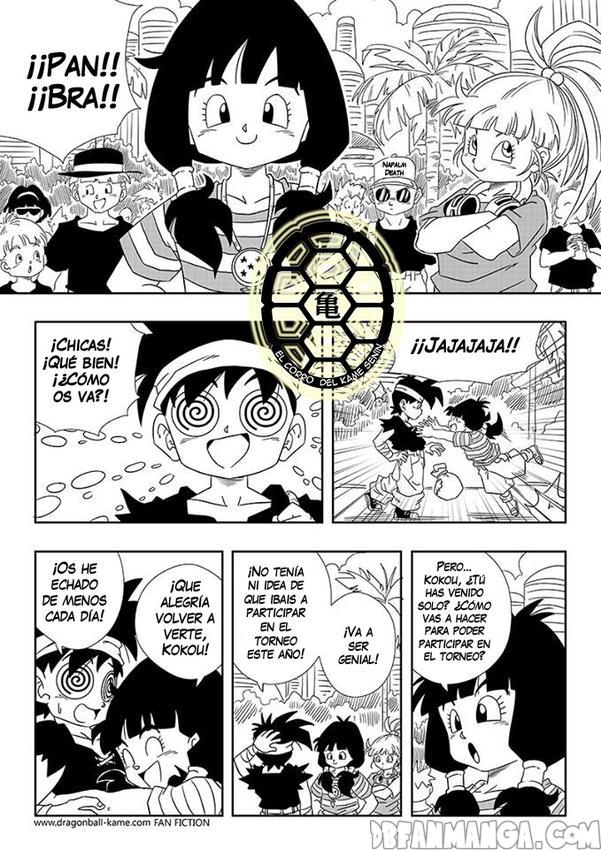 ¡¡PAN!!
¡¡BRA!!
NAPALM
DEATH
亀
EL CORRO DEL KAME SENIN
¡CHICAS!
¡QUÉ BIEN!
¡¿CÓMO
OS VA?!
¡¡JAJAJAJA!!
¡OS HE
ECHADO
DE MENOS
CADA DÍA!
¡QUE
ALEGRÍA
VOLVER A
VERTE,
KOKOU!
¡NO TENÍA
NI IDEA DE
QUE IBAIS A
PARTICIPAR
EN EL
TORNEO
ESTE AÑO!
¡VA A
SER
GENIAL!
PERO...
KOKOU, ¿TÚ
HAS VENIDO
SOLO? ¿CÓMO
VAS A HACER
PARA PODER
PARTICIPAR
EN EL
TORNEO?
www.dragonball-kame.com FAN FICTION
DBFANMANGA.COM